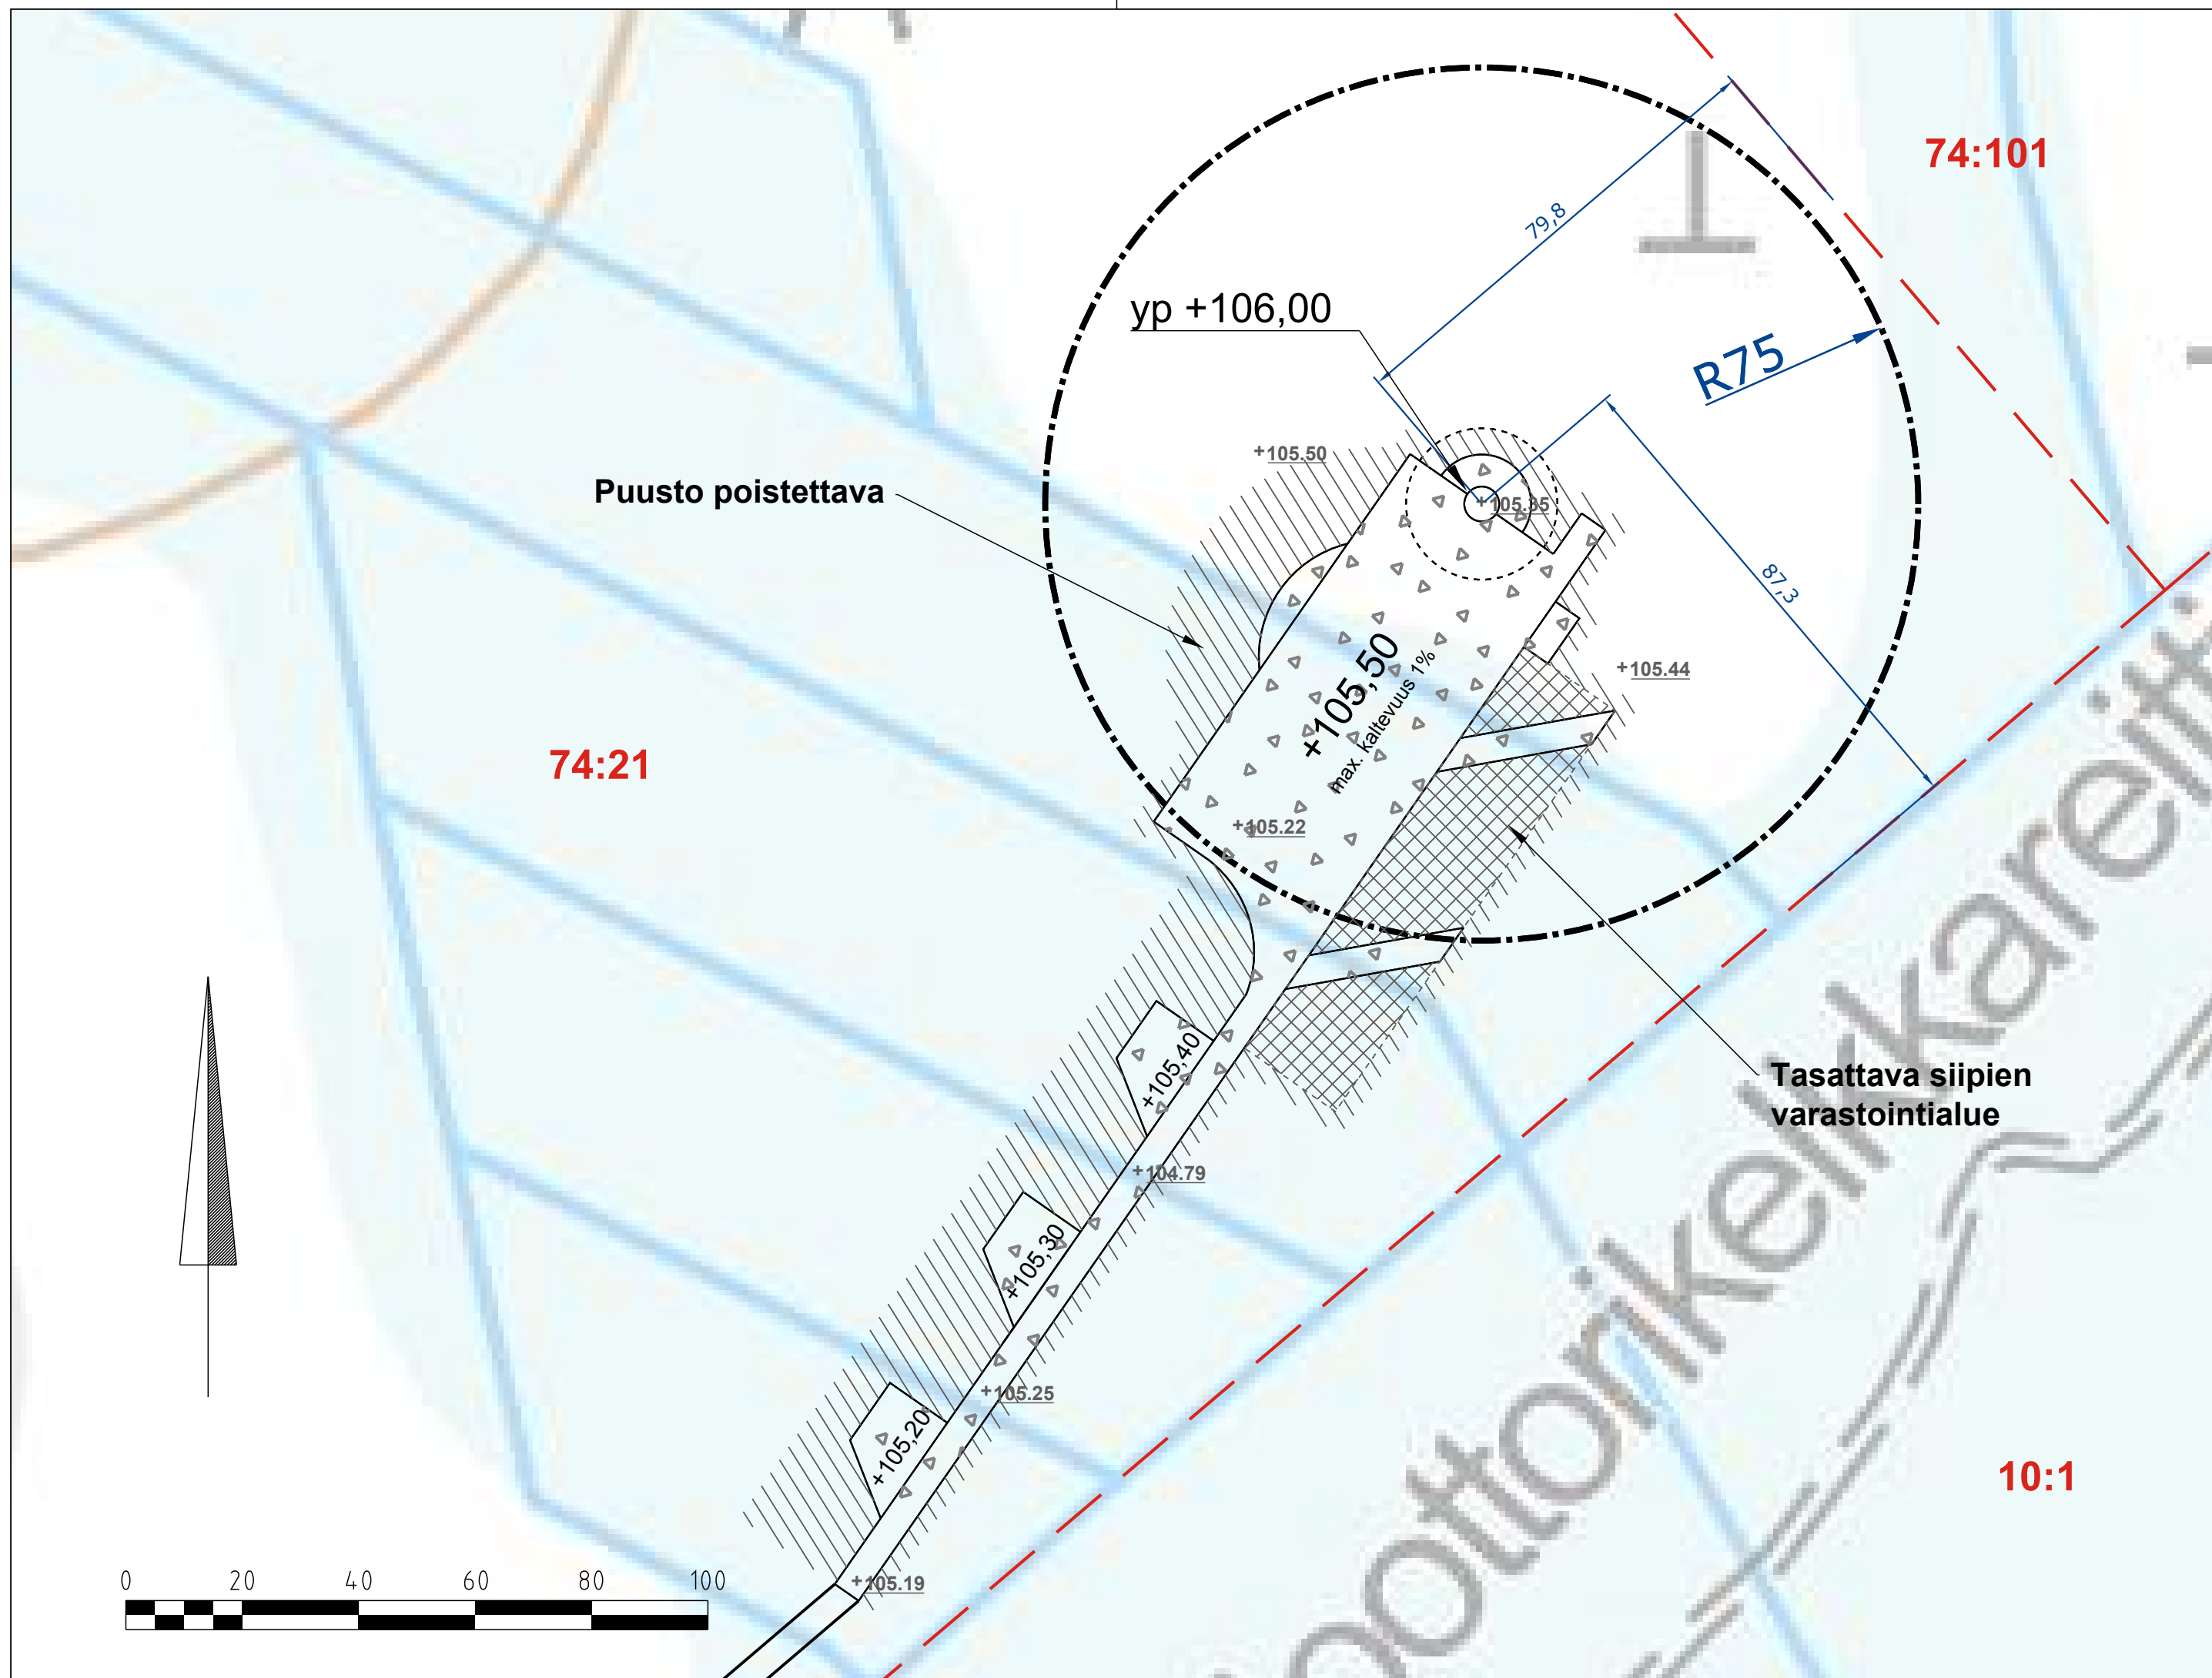 74:101
79,8
yp +106,00
R75
+105.50
Puusto poistettava
+105.35
87,3
+105.44
+105,50
max. kaltevuus 1%
74:21
+105.22
+105,40
Tasattava siipien
varastointialue
+104.79
+105,30
+105.25
+105,20
10:1
+105.19
0 20 40 60 80 100